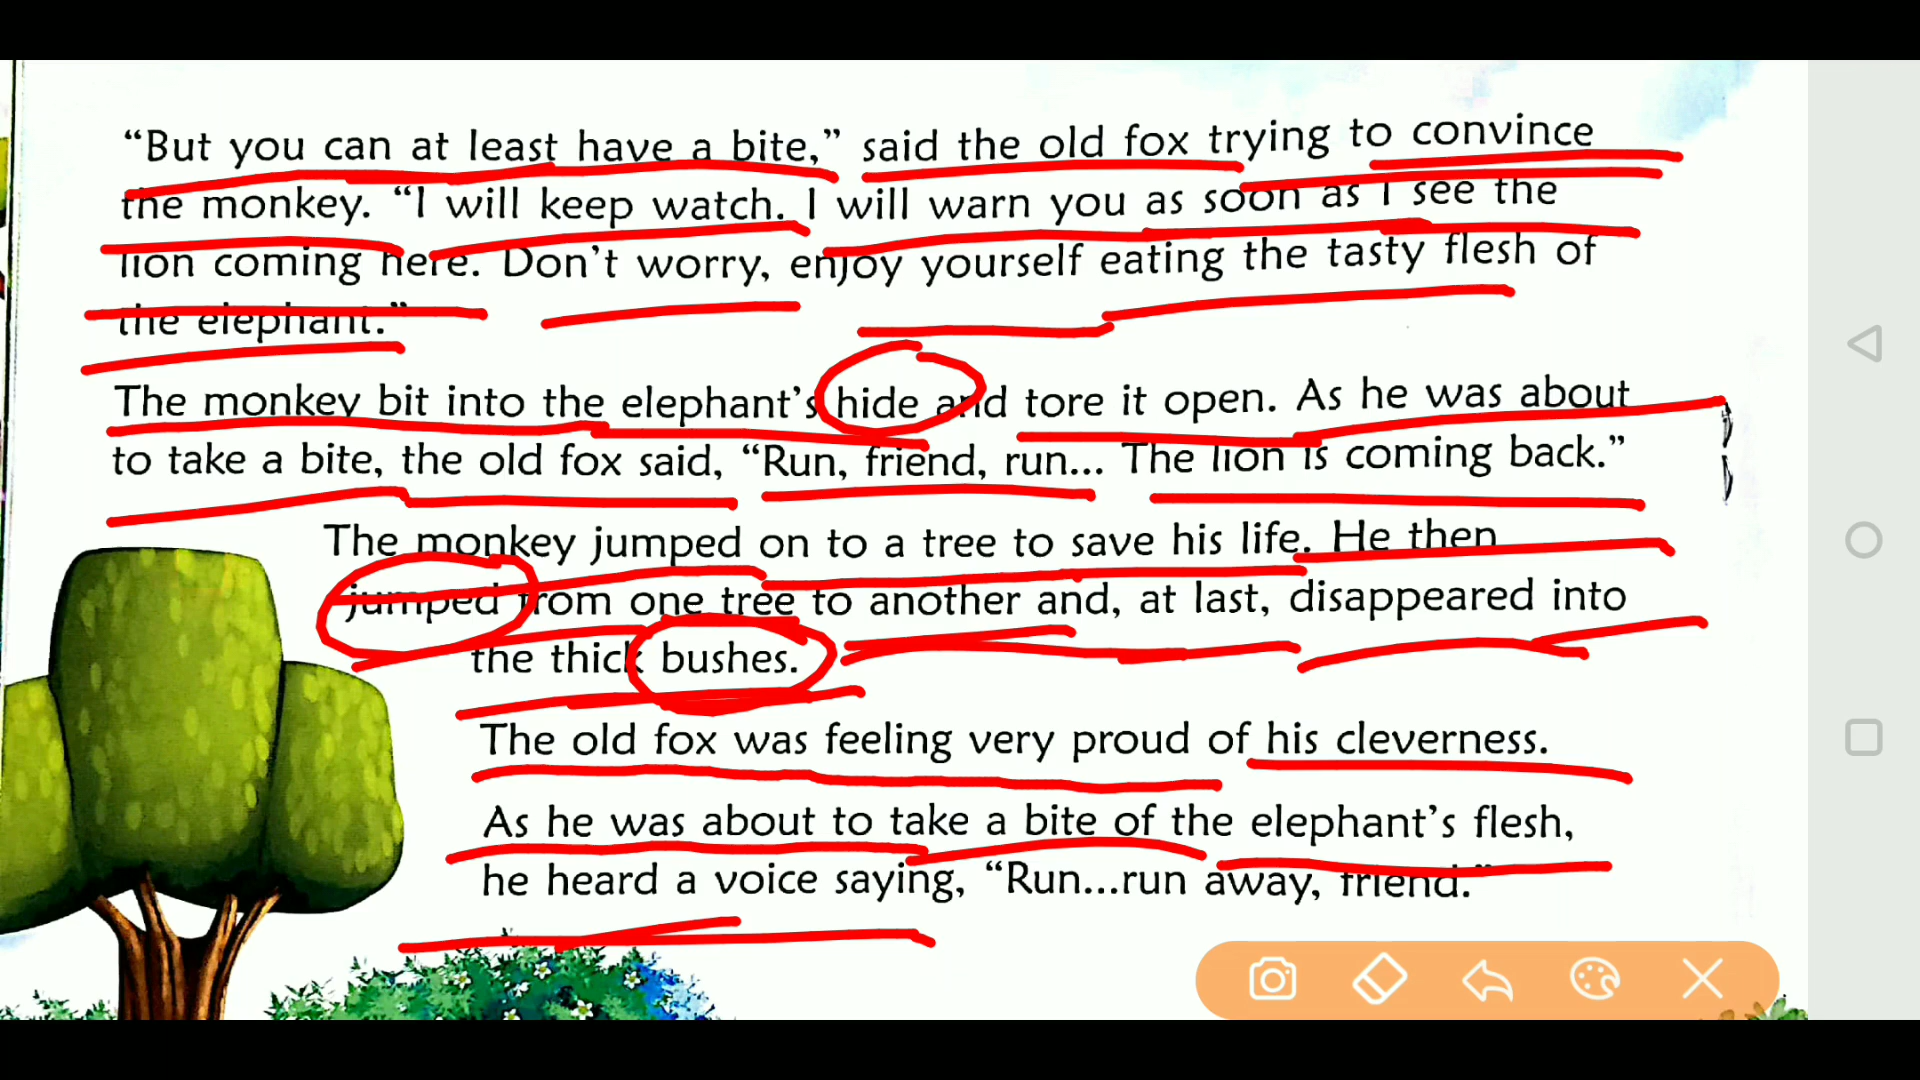 “But you can at least have a bite,” said the old fox trying to convince
the monkey. “I will keep watch. I will warn you as soon as I see the
lion coming here. Don’t worry, enjoy yourself eating the tasty flesh of
the elephant.”
The monkey bit into the elephant’s hide and tore it open. As he was about
to take a bite, the old fox said, “Run, friend, run... The lion is coming back.”
The monkey jumped on to a tree to save his life. He then
jumped from one tree to another and, at last, disappeared into
the thick bushes.
The old fox was feeling very proud of his cleverness.
As he was about to take a bite of the elephant’s flesh,
he heard a voice saying, “Run...run away, friend.”